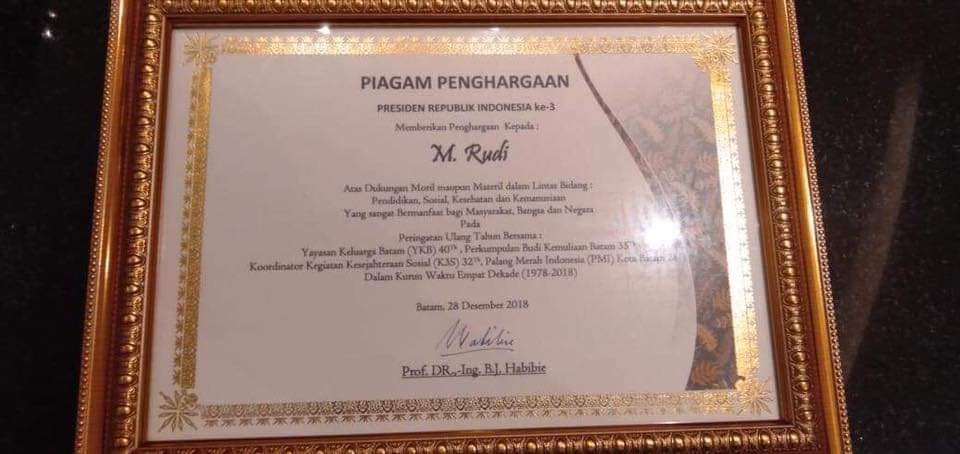 PIAGAM PENGHARGAAN
PRESIDEN REPUBLIK INDONESIA ke-3
Memberikan Penghargaan Kepada :
M. Rudi
Atas Dukungan Moril maupun Materil dalam Lintas Bidang :
Pendidikan, Sosial, Kesehatan dan Kemanusiaan
Yang sangat Bermanfaat bagi Masyarakat, Bangsa dan Negara
Pada
Peringatan Ulang Tahun Bersama :
Yayasan Keluarga Batam (YKB) 40Th , Perkumpulan Budi Kemuliaan Batam 35Th
Koordinator Kegiatan Kesejahteraan Sosial (K3S) 32Th, Palang Merah Indonesia (PMI) Kota Batam
Dalam Kurun Waktu Empat Dekade (1978-2018)
Batam, 28 Desember 2018
Prof. DR.,-Ing. B.J. Habibie